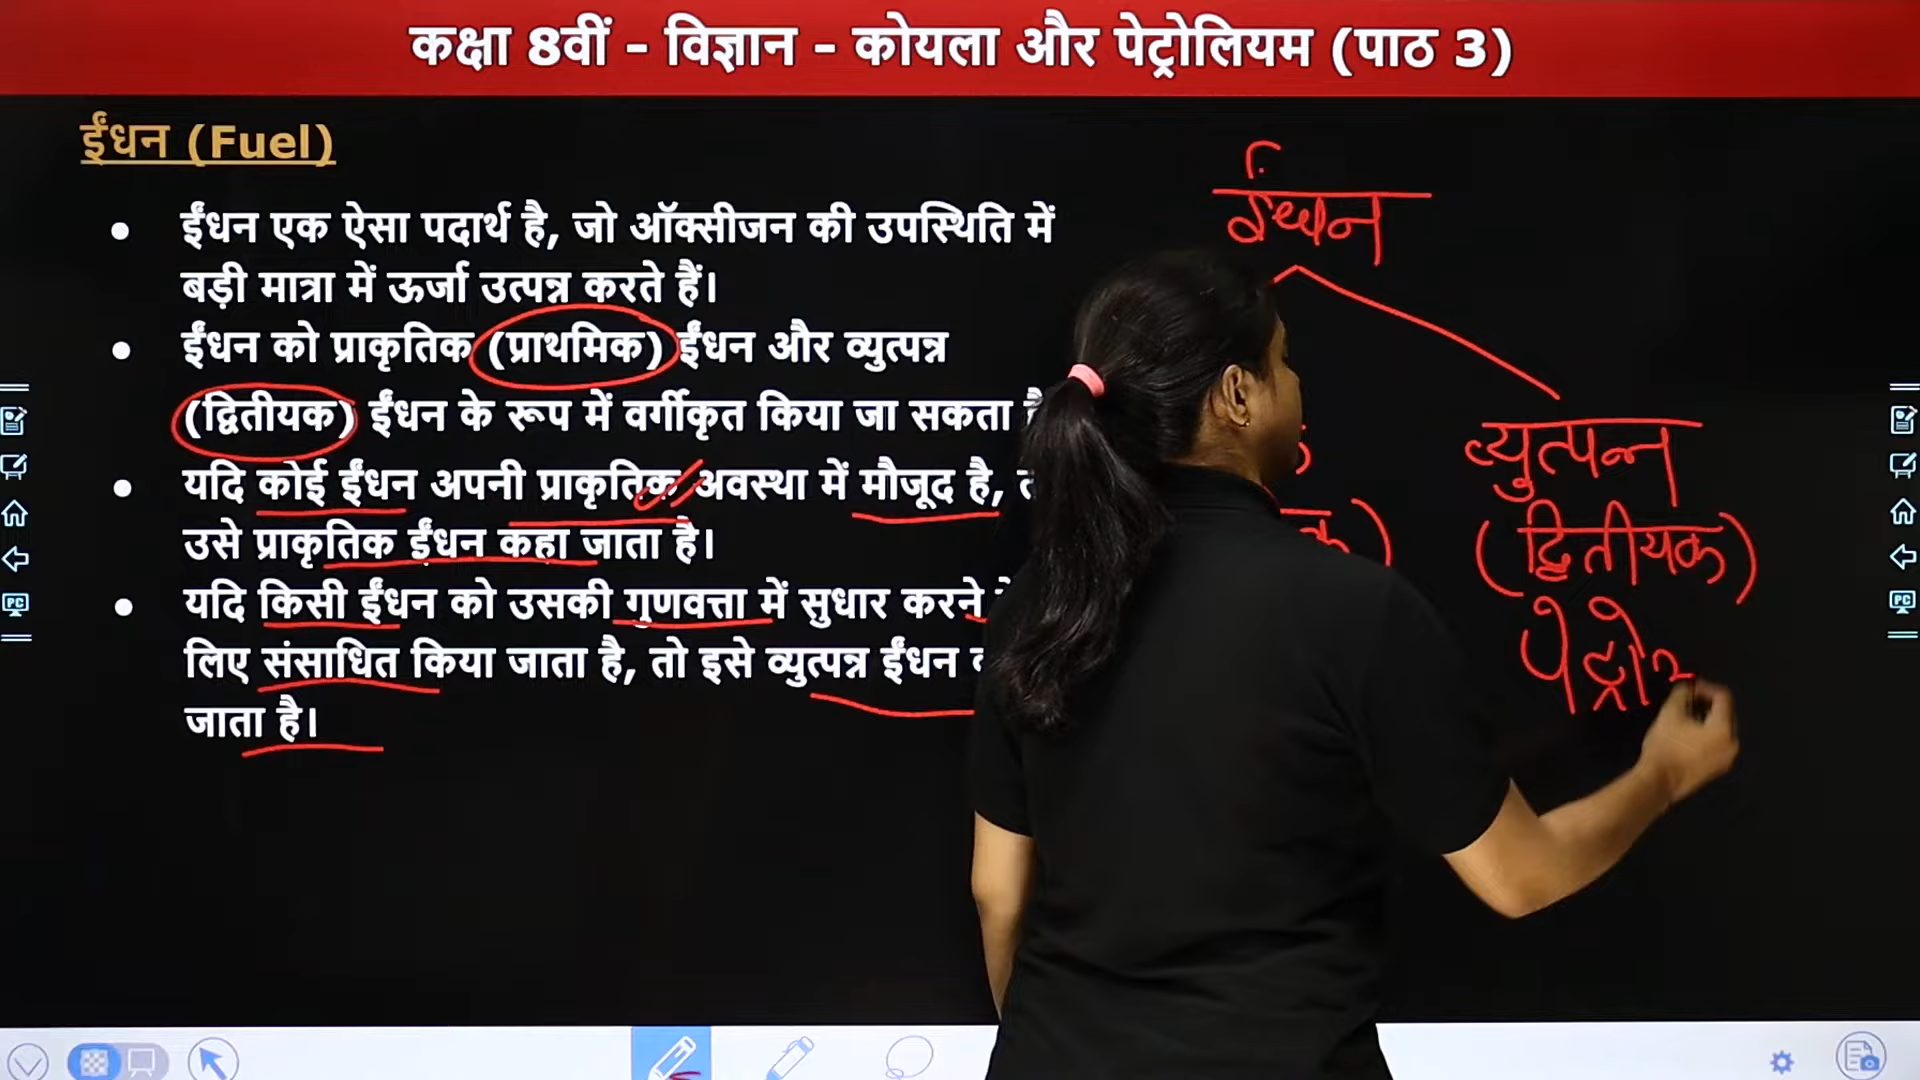 कक्षा 8वीं - विज्ञान - कोयला और पेट्रोलियम (पाठ 3)
ईंधन (Fuel)
• ईंधन एक ऐसा पदार्थ है, जो ऑक्सीजन की उपस्थिति में
बड़ी मात्रा में ऊर्जा उत्पन्न करते हैं।
• ईंधन को प्राकृतिक (प्राथमिक) ईंधन और व्युत्पन्न
(द्वितीयक) ईंधन के रूप में वर्गीकृत किया जा सकता
• यदि कोई ईंधन अपनी प्राकृतिक अवस्था में मौजूद है,
उसे प्राकृतिक ईंधन कहा जाता है।
• यदि किसी ईंधन को उसकी गुणवत्ता में सुधार करने
लिए संसाधित किया जाता है, तो इसे व्युत्पन्न ईंधन
जाता है।
ईंधन
व्युत्पन्न
(द्वितीयक)
पेट्रो
PC
PC